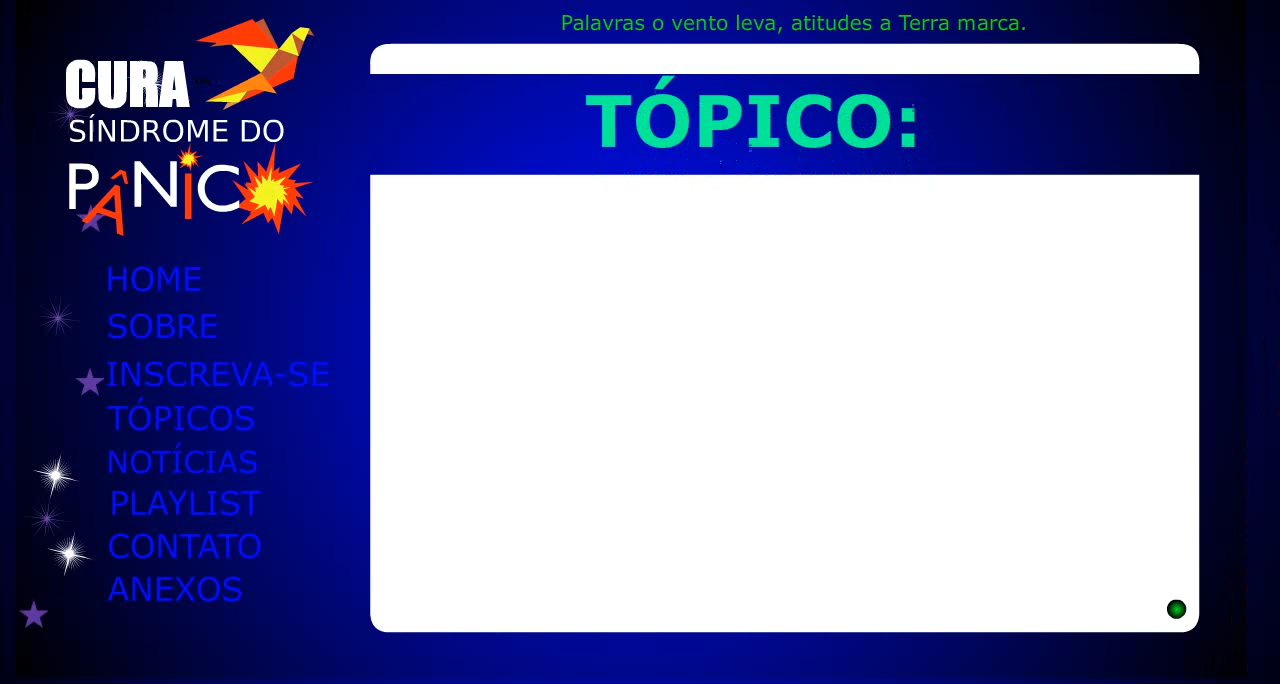 Palavras o vento leva, atitudes a Terra marca.
CURA
SÍNDROME DO
PÂNiCO
TÓPICO:
HOME
SOBRE
INSCREVA-SE
TÓPICOS
NOTÍCIAS
PLAYLIST
CONTATO
ANEXOS